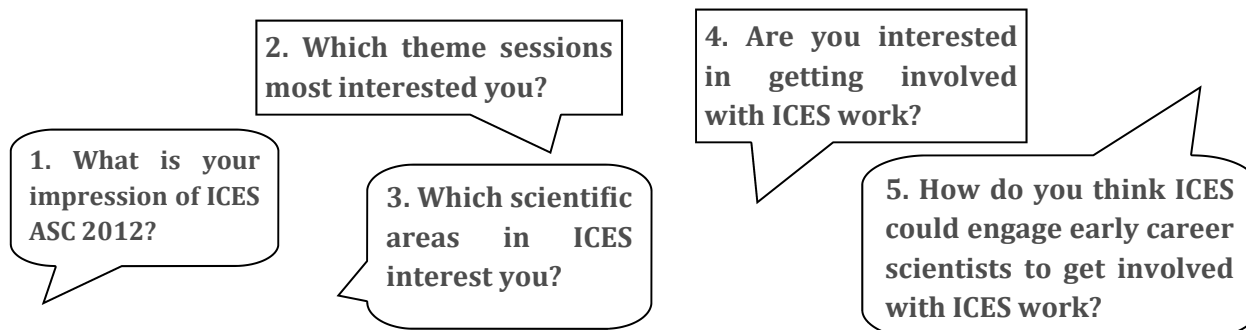 1. What is your
impression of ICES
ASC 2012?
2. Which theme sessions
most interested you?
3. Which scientific
areas in ICES
interest you?
4. Are you interested
in getting involved
with ICES work?
5. How do you think ICES
could engage early career
scientists to get involved
with ICES work?